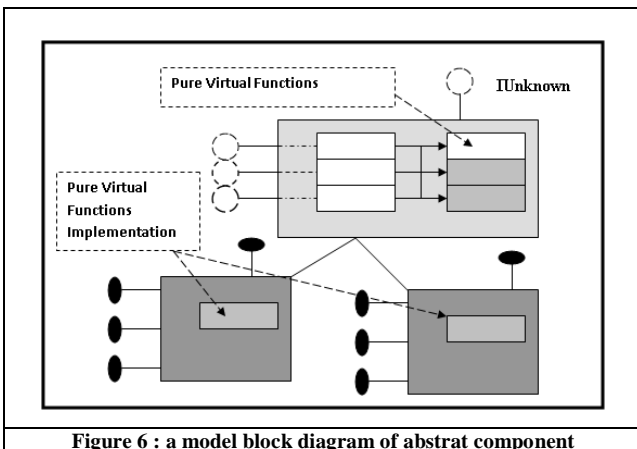 Pure Virtual Functions
IUnknown
Pure Virtual
Functions
Implementation
Figure 6 : a model block diagram of abstrat component